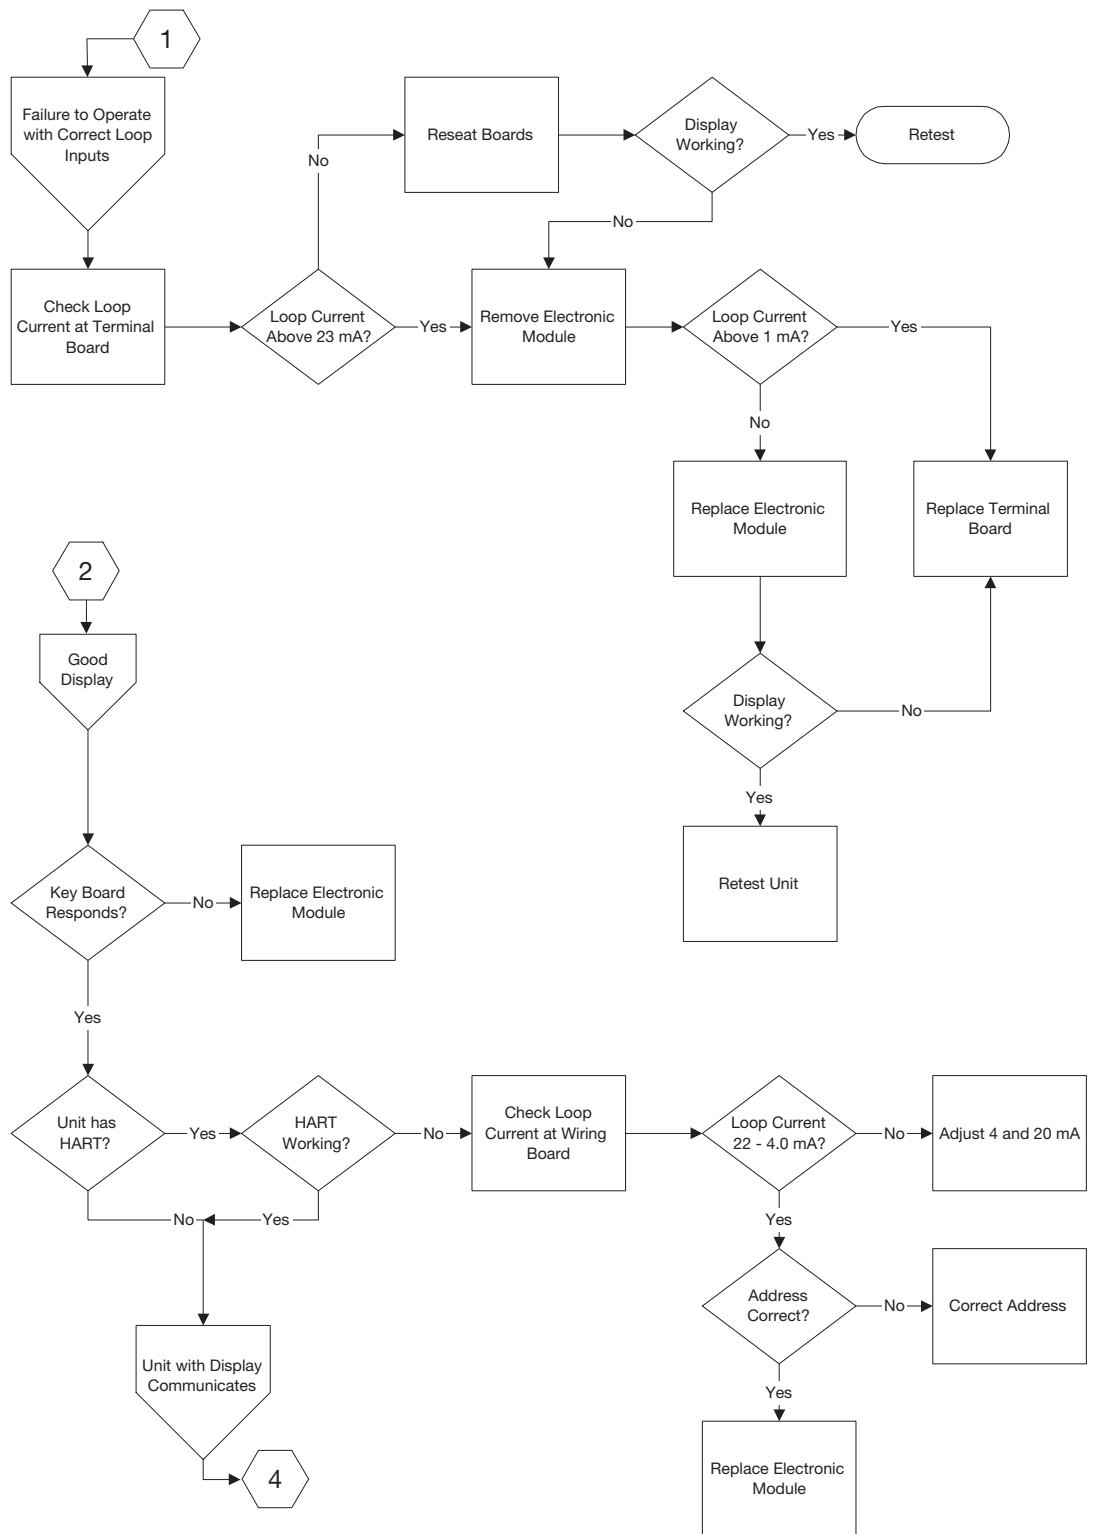 1
Failure to Operate
with Correct Loop
Inputs
Check Loop
Current at Terminal
Board
Loop Current
Above 23 mA?
No
Reseat Boards
Display
Working?
Yes
Retest
No
Yes
Remove Electronic
Module
Loop Current
Above 1 mA?
Yes
No
Replace Electronic
Module
Replace Terminal
Board
Display
Working?
No
Yes
Retest Unit
2
Good
Display
Key Board
Responds?
No
Replace Electronic
Module
Yes
Unit has
HART?
Yes
HART
Working?
No
Check Loop
Current at Wiring
Board
Loop Current
22 - 4.0 mA?
No
Adjust 4 and 20 mA
No
Yes
Yes
Address
Correct?
No
Correct Address
Yes
Replace Electronic
Module
Unit with Display
Communicates
4